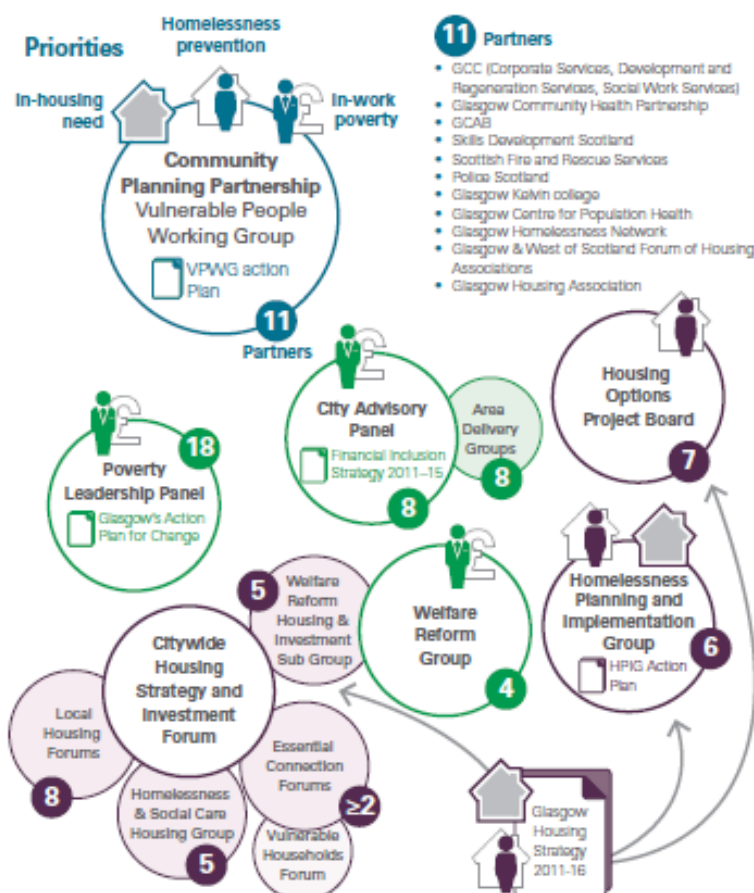 Priorities
Homelessness
prevention
In-housing
need
In-work
poverty
Community
Planning Partnership
Vulnerable People
Working Group
VPWG action
Plan
11
Partners
11 Partners
• GCC (Corporate Services, Development and
Regeneration Services, Social Work Services)
• Glasgow Community Health Partnership
• GCAB
• Skills Development Scotland
• Scottish Fire and Rescue Services
• Police Scotland
• Glasgow Kelvin college
• Glasgow Centre for Population Health
• Glasgow Homelessness Network
• Glasgow & West of Scotland Forum of Housing
Associations
• Glasgow Housing Association
£
City Advisory
Panel
Financial Inclusion
Strategy 2011–15
8
Area
Delivery
Groups
8
Housing
Options
Project Board
7
£
18
Poverty
Leadership Panel
Glasgow's Action
Plan for Change
5
Welfare
Reform
Housing &
Investment
Sub Group
£
Welfare
Reform
Group
4
Homelessness
Planning and
Implementation
Group
HPIG Action
Plan
6
Citywide
Housing
Strategy and
Investment
Forum
Local
Housing
Forums
8
Homelessness
& Social Care
Housing Group
5
Essential
Connection
Forums
≥2
Vulnerable
Households
Forum
Glasgow
Housing
Strategy
2011-16